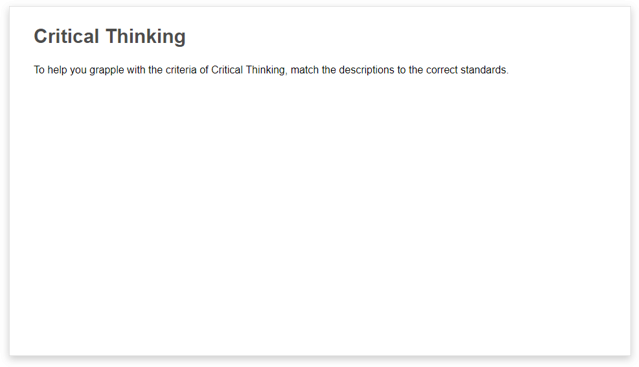 Critical Thinking
To help you grapple with the criteria of Critical Thinking, match the descriptions to the correct standards.